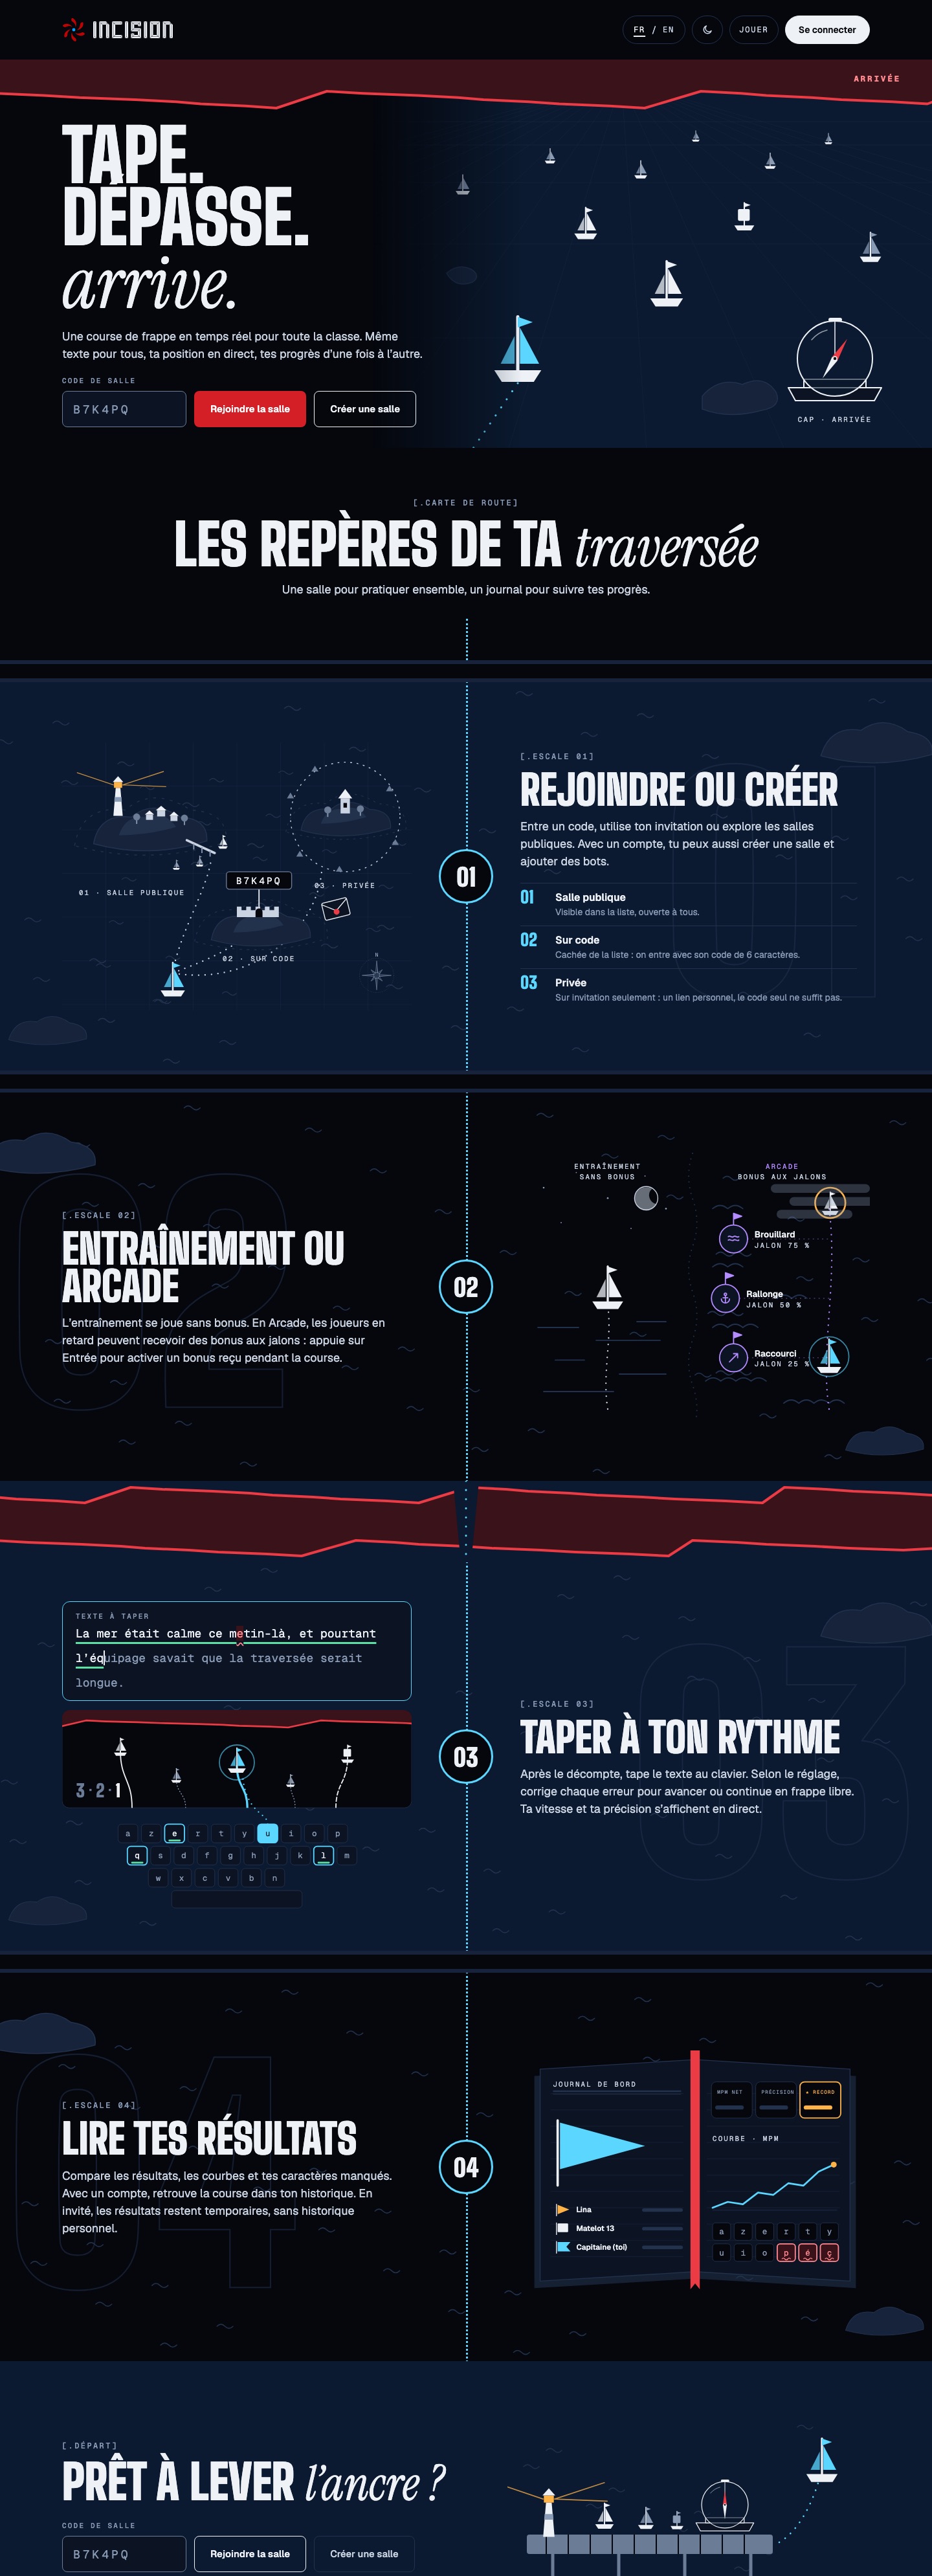 INCISION
FR / EN
JOUER
Se connecter
ARRIVÉE
TAPE.
DÉPASSE.
arrive.
Une course de frappe en temps réel pour toute la classe. Même
texte pour tous, ta position en direct, tes progrès d'une fois à l'autre.
CODE DE SALLE
B7K4PQ
Rejoindre la salle
Créer une salle
CAP · ARRIVÉE
[.CARTE DE ROUTE]
LES REPÈRES DE TA traversée
Une salle pour pratiquer ensemble, un journal pour suivre tes progrès.
01 · SALLE PUBLIQUE
B7K4PQ
03 · PRIVÉE
02 · SUR CODE
N
01
[.ESCALE 01]
REJOINDRE OU CRÉER
Entre un code, utilise ton invitation ou explore les salles
publiques. Avec un compte, tu peux aussi créer une salle et
ajouter des bots.
01 Salle publique
Visible dans la liste, ouverte à tous.
02 Sur code
Cachée de la liste : on entre avec son code de 6 caractères.
03 Privée
Sur invitation seulement : un lien personnel, le code seul ne suffit pas.
01
02
[.ESCALE 02]
ENTRAÎNEMENT OU
ARCADE
L'entraînement se joue sans bonus. En Arcade, les joueurs en
retard peuvent recevoir des bonus aux jalons : appuie sur
Entrée pour activer un bonus reçu pendant la course.
02
ENTRAÎNEMENT
SANS BONUS
ARCADE
BONUS AUX JALONS
Brouillard
JALON 75 %
Rallonge
JALON 50 %
Raccourci
JALON 25 %
TEXTE À TAPER
La mer était calme ce m tin-là, et pourtant
l'équipage savait que la traversée serait
longue.
3·2·1
a z e r t y u i o p
q s d f g h j k l m
w x c v b n
03
03
[.ESCALE 03]
TAPER À TON RYTHME
Après le décompte, tape le texte au clavier. Selon le réglage,
corrige chaque erreur pour avancer ou continue en frappe libre.
Ta vitesse et ta précision s'affichent en direct.
04
[.ESCALE 04]
LIRE TES RÉSULTATS
Compare les résultats, les courbes et tes caractères manqués.
Avec un compte, retrouve la course dans ton historique. En
invité, les résultats restent temporaires, sans historique
personnel.
04
JOURNAL DE BORD
Lina
Matelot 13
Capitaine (toi)
MPM NET
PRÉCISION
RECORD
COURBE · MPM
a z e r t y
u i o p é ç
[.DÉPART]
PRÊT À LEVER l'ancre ?
CODE DE SALLE
B7K4PQ
Rejoindre la salle
Créer une salle